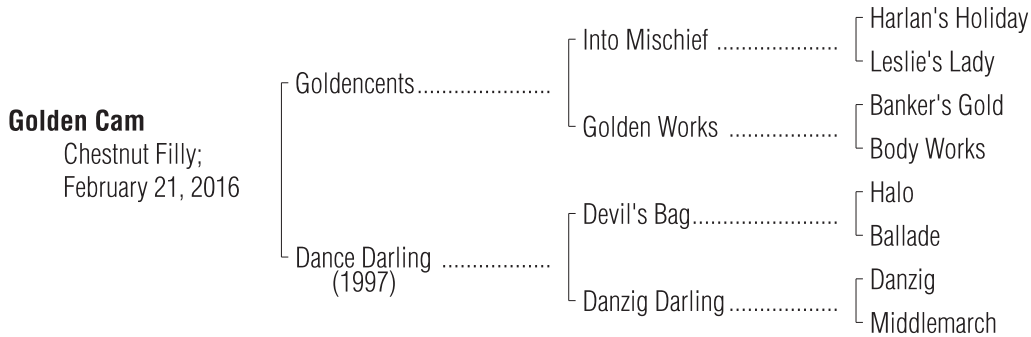 Harlan's Holiday
Into Mischief ....................
Leslie's Lady
Goldencents......................
Banker's Gold
Golden Works ..................
Body Works
Golden Cam
Chestnut Filly;
February 21, 2016
Halo
Devil's Bag........................
Ballade
Dance Darling ..................
(1997)
Danzig
Danzig Darling..................
Middlemarch